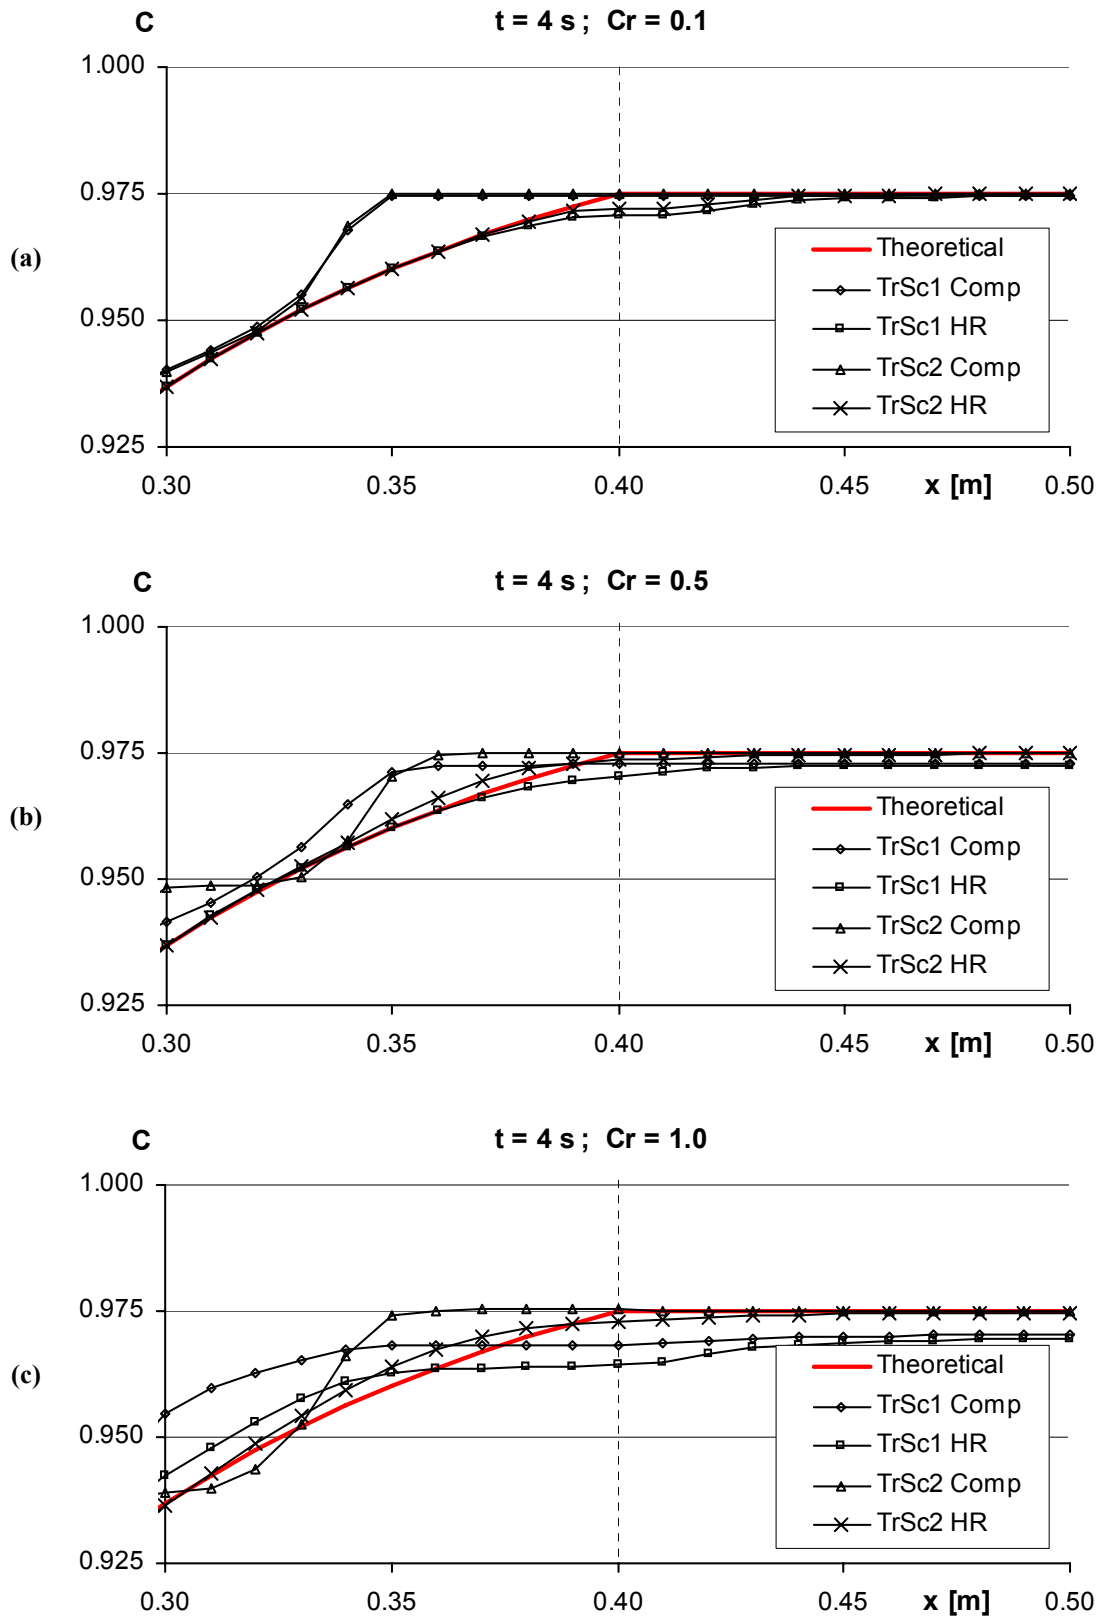 C t = 4 s ; Cr = 0.1
1.000
0.975
(a)
0.950
0.925
Theoretical
TrSc1 Comp
TrSc1 HR
TrSc2 Comp
TrSc2 HR
0.30 0.35 0.40 0.45 x [m] 0.50
C t = 4 s ; Cr = 0.5
1.000
0.975
(b)
0.950
0.925
Theoretical
TrSc1 Comp
TrSc1 HR
TrSc2 Comp
TrSc2 HR
0.30 0.35 0.40 0.45 x [m] 0.50
C t = 4 s ; Cr = 1.0
1.000
0.975
(c)
0.950
0.925
Theoretical
TrSc1 Comp
TrSc1 HR
TrSc2 Comp
TrSc2 HR
0.30 0.35 0.40 0.45 x [m] 0.50